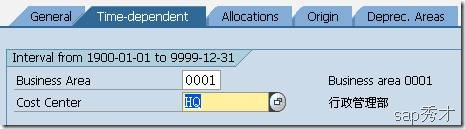 General Time-dependent Allocations Origin Deprec. Areas
Interval from 1900-01-01 to 9999-12-31
Business Area 0001 Business area 0001
Cost Center HQ 行政管理部
sap秀才